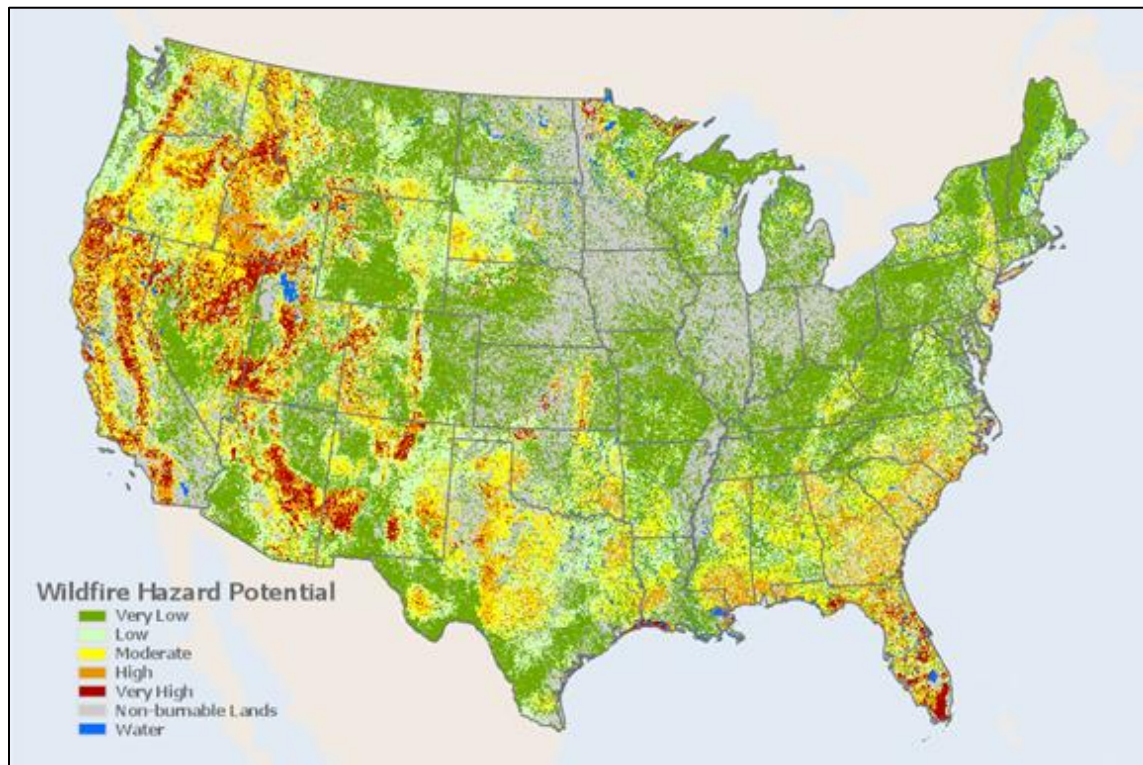 Wildfire Hazard Potential
Very Low
Low
Moderate
High
Very High
Non-burnable Lands
Water